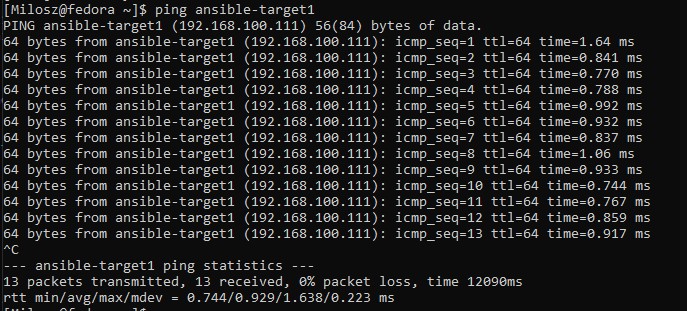 [Milosz@fedora ~]$ ping ansible-target1
PING ansible-target1 (192.168.100.111) 56(84) bytes of data.
64 bytes from ansible-target1 (192.168.100.111): icmp_seq=1 ttl=64 time=1.64 ms
64 bytes from ansible-target1 (192.168.100.111): icmp_seq=2 ttl=64 time=0.841 ms
64 bytes from ansible-target1 (192.168.100.111): icmp_seq=3 ttl=64 time=0.770 ms
64 bytes from ansible-target1 (192.168.100.111): icmp_seq=4 ttl=64 time=0.788 ms
64 bytes from ansible-target1 (192.168.100.111): icmp_seq=5 ttl=64 time=0.992 ms
64 bytes from ansible-target1 (192.168.100.111): icmp_seq=6 ttl=64 time=0.932 ms
64 bytes from ansible-target1 (192.168.100.111): icmp_seq=7 ttl=64 time=0.837 ms
64 bytes from ansible-target1 (192.168.100.111): icmp_seq=8 ttl=64 time=1.06 ms
64 bytes from ansible-target1 (192.168.100.111): icmp_seq=9 ttl=64 time=0.933 ms
64 bytes from ansible-target1 (192.168.100.111): icmp_seq=10 ttl=64 time=0.744 ms
64 bytes from ansible-target1 (192.168.100.111): icmp_seq=11 ttl=64 time=0.767 ms
64 bytes from ansible-target1 (192.168.100.111): icmp_seq=12 ttl=64 time=0.859 ms
64 bytes from ansible-target1 (192.168.100.111): icmp_seq=13 ttl=64 time=0.917 ms
^C
--- ansible-target1 ping statistics ---
13 packets transmitted, 13 received, 0% packet loss, time 12090ms
rtt min/avg/max/mdev = 0.744/0.929/1.638/0.223 ms